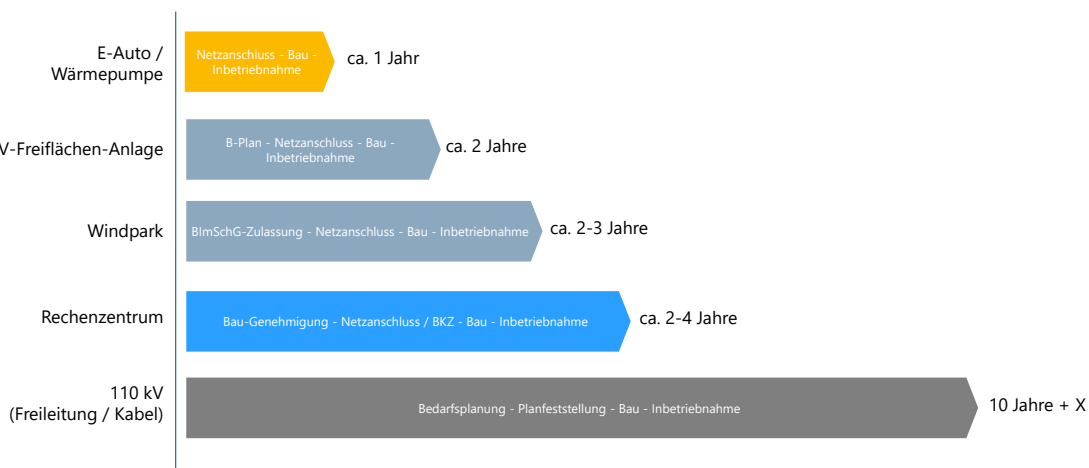 E-Auto /
Wärmepumpe
Netzanschluss - Bau -
Inbetriebnahme
ca. 1 Jahr
V-Freiflächen-Anlage
B-Plan - Netzanschluss - Bau -
Inbetriebnahme
ca. 2 Jahre
Windpark
BImSchG-Zulassung - Netzanschluss - Bau - Inbetriebnahme
ca. 2-3 Jahre
Rechenzentrum
Bau-Genehmigung - Netzanschluss / BKZ - Bau - Inbetriebnahme
ca. 2-4 Jahre
110 kV
(Freileitung / Kabel)
Bedarfsplanung - Planfeststellung - Bau - Inbetriebnahme
10 Jahre + X